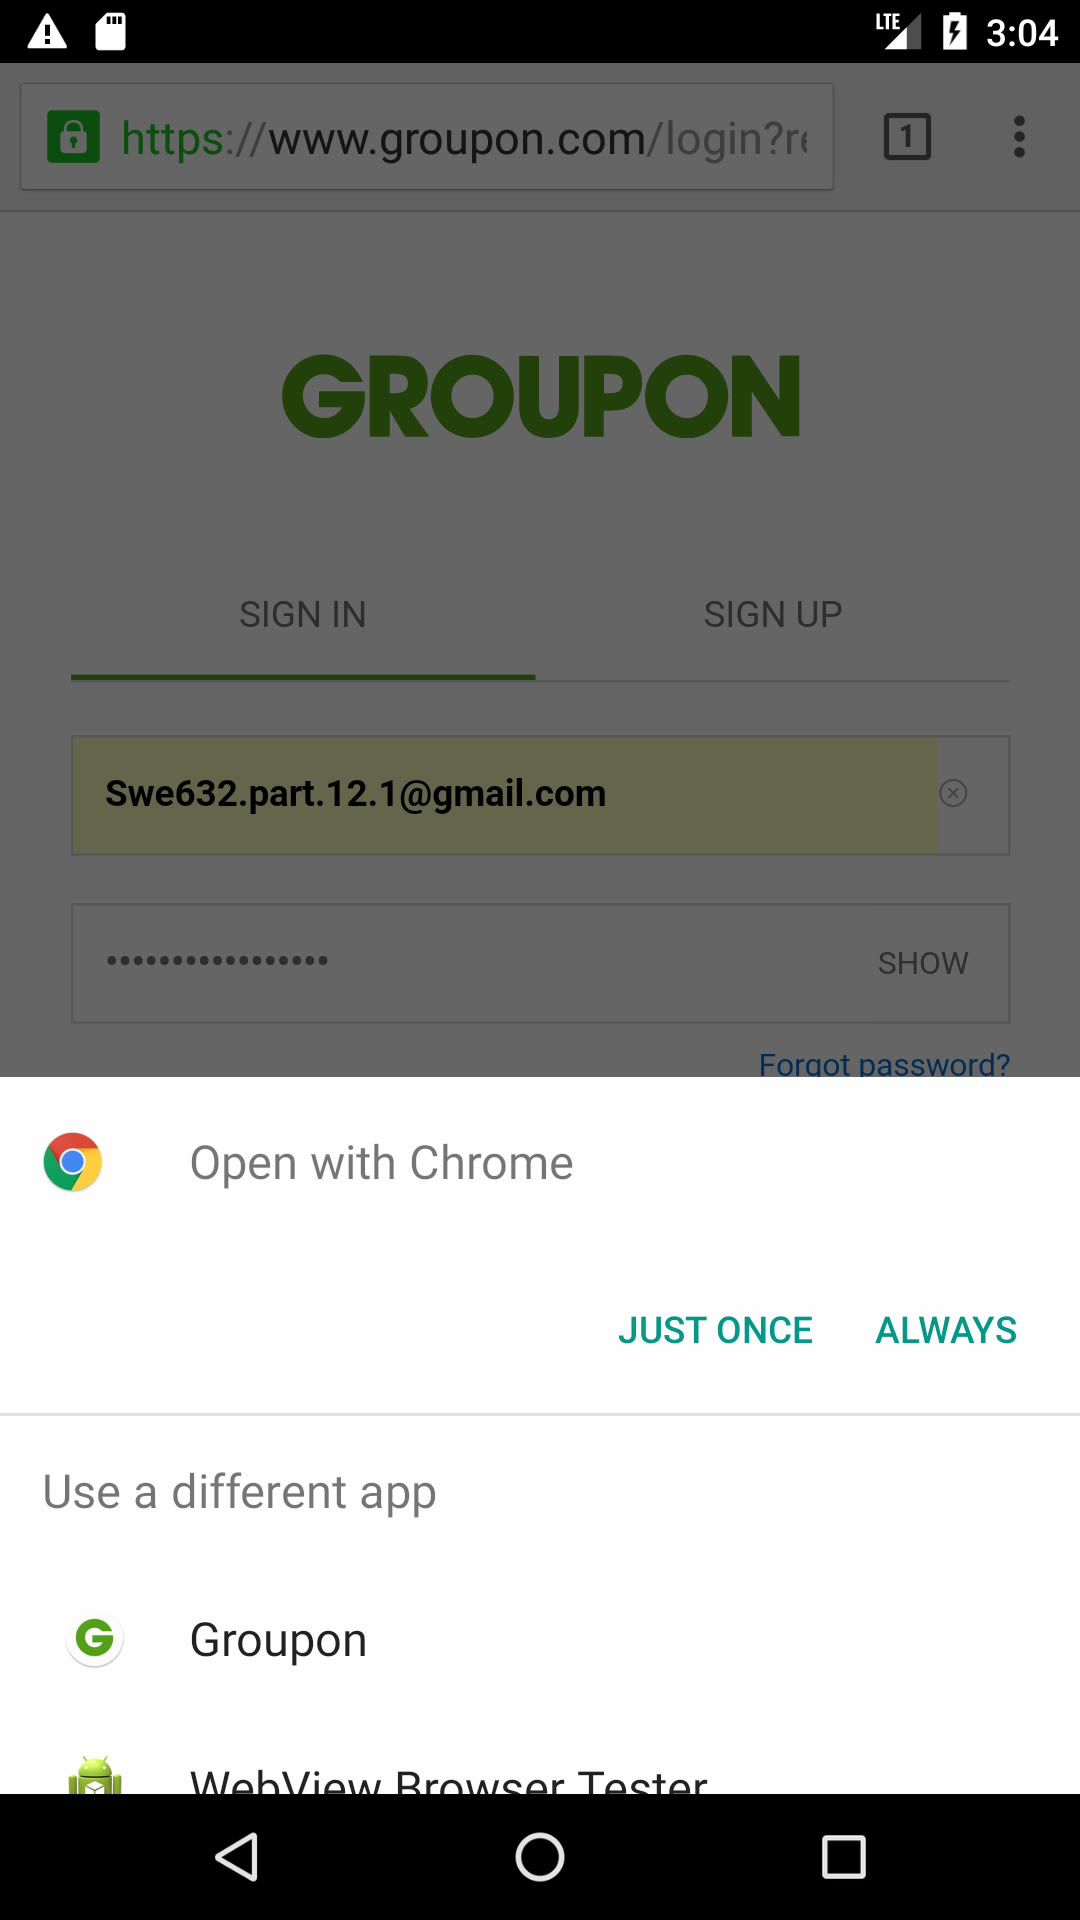 LTE 3:04
https://www.groupon.com/login?re
1
GROUPON
SIGN IN SIGN UP
Swe632.part.12.1@gmail.com
••••••••••••••••• SHOW
Forgot password?
Open with Chrome
JUST ONCE ALWAYS
Use a different app
G Groupon
WebView Browser Tester